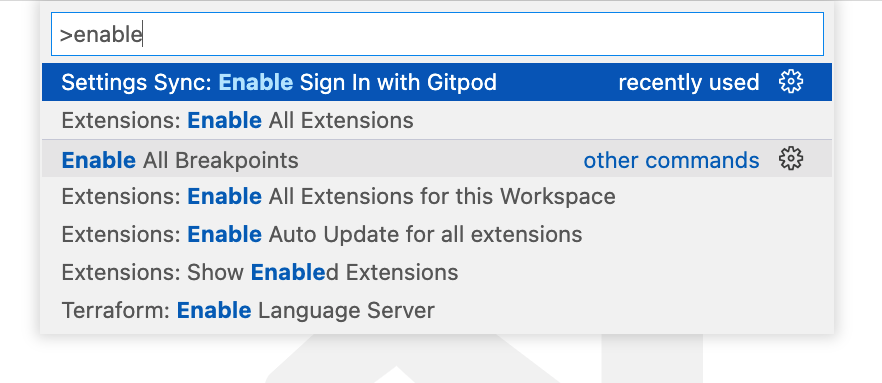 >enable
Settings Sync: Enable Sign In with Gitpod recently used
Extensions: Enable All Extensions
Enable All Breakpoints other commands
Extensions: Enable All Extensions for this Workspace
Extensions: Enable Auto Update for all extensions
Extensions: Show Enabled Extensions
Terraform: Enable Language Server